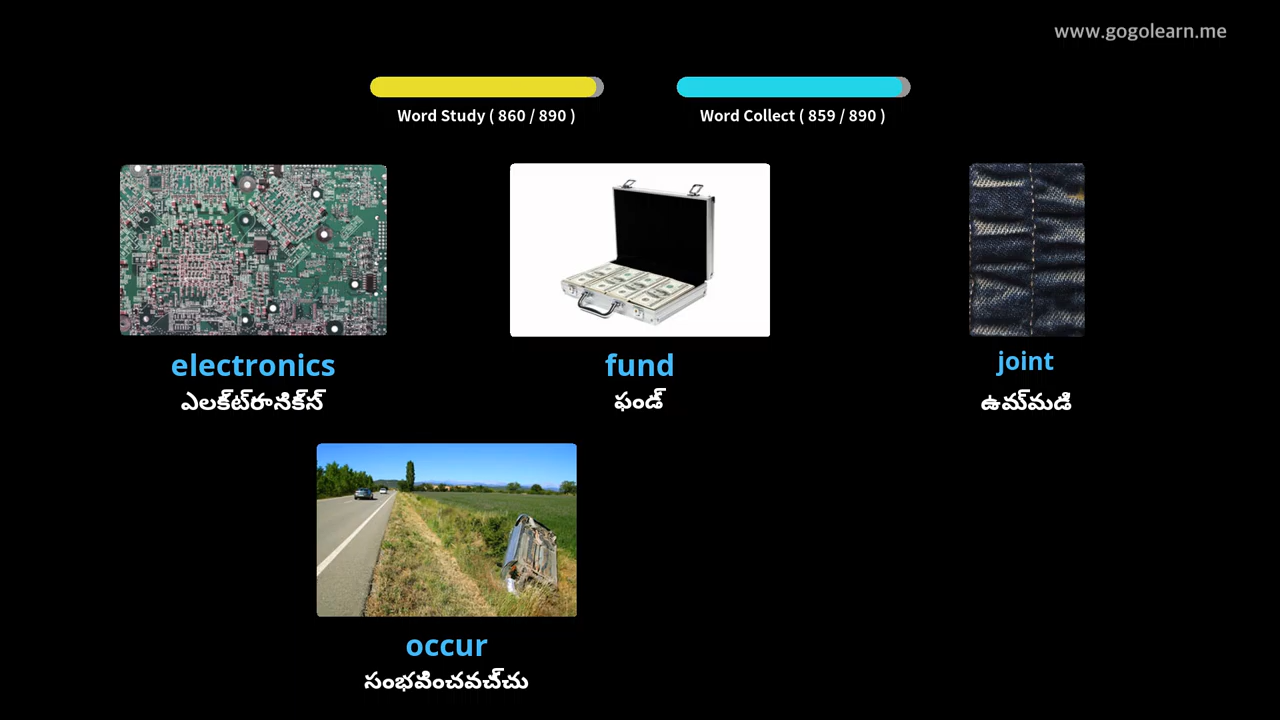 www.gogolearn.me
Word Study ( 860 / 890 )
Word Collect ( 859 / 890 )
electronics
ఎలక్ట్రానిక్స్
fund
ఫండ్
joint
ఉమ్మడి
occur
సంభవించవచ్చు